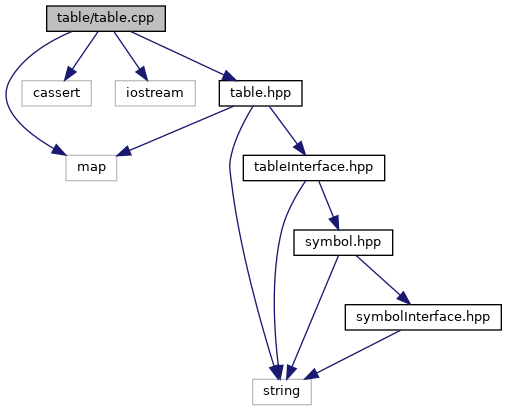 table/table.cpp
cassert
iostream
table.hpp
map
tableInterface.hpp
symbol.hpp
symbolInterface.hpp
string